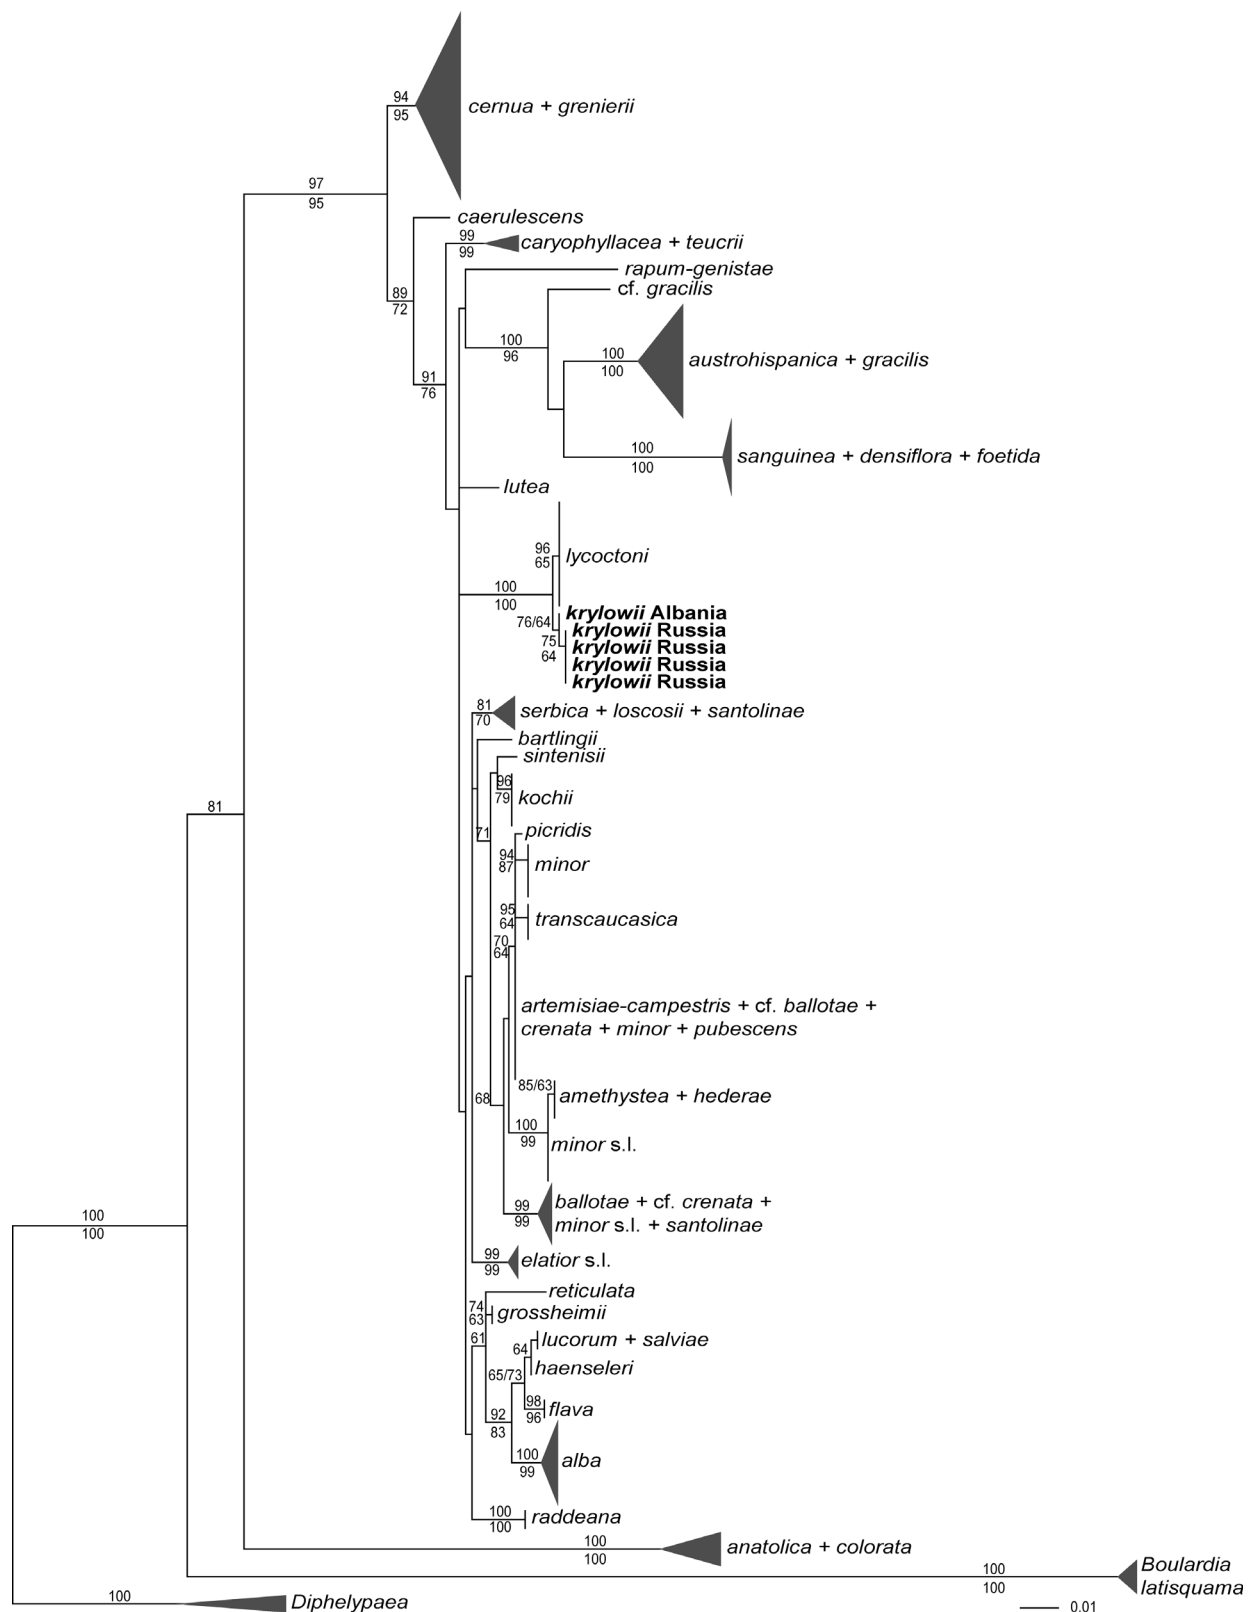 94
95
cernua + grenierii
97
95
caerulescens
99
99
caryophyllacea + teucrii
rapum-genistae
cf. gracilis
89
72
100
96
100
100
austrohispanica + gracilis
91
76
100
100
sanguinea + densiflora + foetida
lutea
96
65
lycoctoni
100
100
krylowii Albania
76/64
krylowii Russia
75
krylowii Russia
64
krylowii Russia
krylowii Russia
81
70
serbica + loscosii + santolinae
bartlingii
sintenisii
96
79
kochii
81
71
picridis
94
87
minor
95
64
transcaucasica
70
64
artemisiae-campestris + cf. ballotae +
crenata + minor + pubescens
85/63
68
amethystea + hederae
100
99
minor s.l.
99
99
ballotae + cf. crenata +
minor s.l. + santolinae
100
100
99
99
elatior s.l.
reticulata
74
63
grossheimii
61
lucorum + salviae
64
haenseleri
65/73
98
96
flava
92
83
100
99
alba
100
100
raddeana
100
100
anatolica + colorata
100
100
Boulardia
latisquama
100
Diphelypaea
0.01